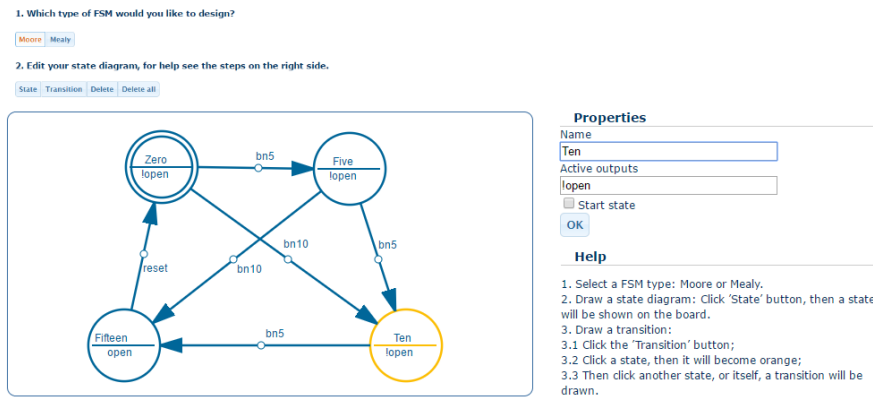 1. Which type of FSM would you like to design?
Moore Mealy
2. Edit your state diagram, for help see the steps on the right side.
State Transition Delete Delete all
Zero
!open
bn5
Five
!open
bn10
bn5
bn10
reset
Fifteen
open
bn5
Ten
!open
Properties
Name
Ten
Active outputs
!open
Start state
OK
Help
1. Select a FSM type: Moore or Mealy.
2. Draw a state diagram: Click 'State' button, then a state
will be shown on the board.
3. Draw a transition:
3.1 Click the 'Transition' button;
3.2 Click a state, then it will become orange;
3.3 Then click another state, or itself, a transition will be
drawn.